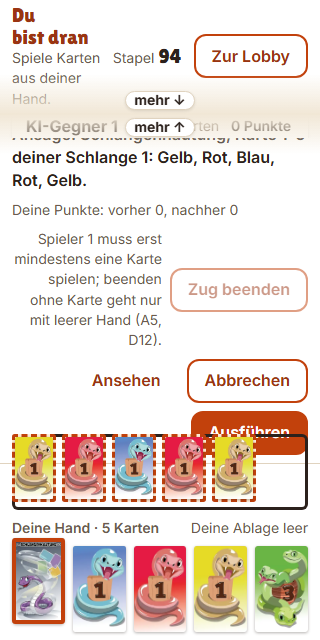 Du
bist dran
Spiele Karten
aus deiner
Hand.
Stapel 94
Zur Lobby
mehr ↓
KI-Gegner 1
mehr ↑
rten
0 Punkte
deiner Schlange 1: Gelb, Rot, Blau,
Rot, Gelb.
Deine Punkte: vorher 0, nachher 0
Spieler 1 muss erst
mindestens eine Karte
spielen; beenden
ohne Karte geht nur
mit leerer Hand (A5,
D12).
Zug beenden
Ansehen
Abbrechen
Ausführen
1 1 1 1 1
Deine Hand · 5 Karten
Deine Ablage leer
1 1 1 3